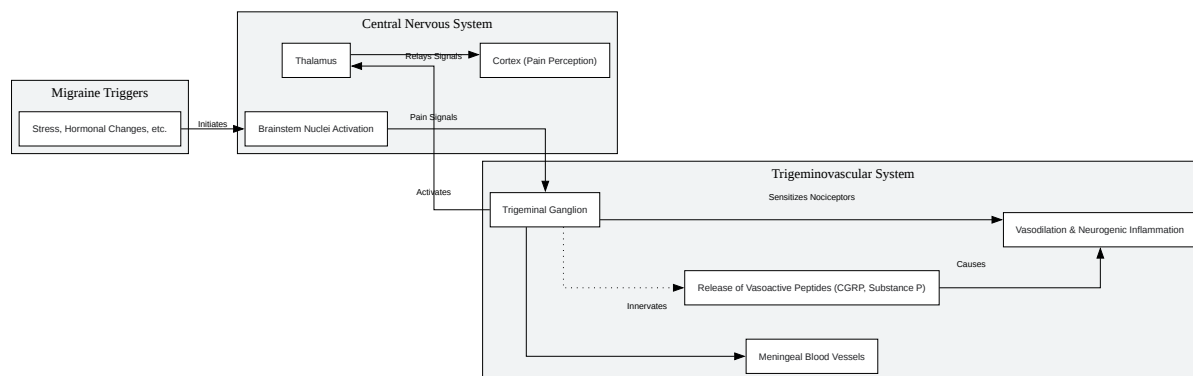 Central Nervous System
Thalamus
Relays Signals
Cortex (Pain Perception)
Migraine Triggers
Stress, Hormonal Changes, etc.
Initiates
Brainstem Nuclei Activation
Pain Signals
Trigeminovascular System
Activates
Trigeminal Ganglion
Sensitizes Nociceptors
Vasodilation & Neurogenic Inflammation
Causes
Release of Vasoactive Peptides (CGRP, Substance P)
Innervates
Meningeal Blood Vessels